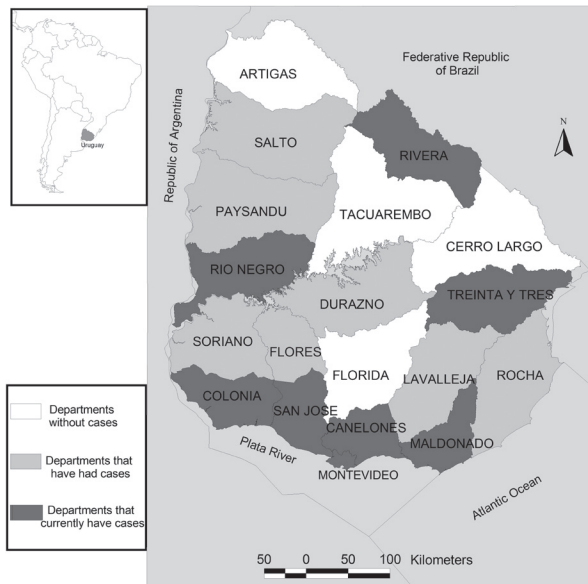 Uruguay
Federative Republic
of Brazil
Republic of Argentina
N
ARTIGAS
SALTO
RIVERA
PAYSANDU
TACUAREMBO
CERRO LARGO
RIO NEGRO
TREINTA Y TRES
DURAZNO
SORIANO
FLORES
FLORIDA
LAVALLEJA
ROCHA
COLONIA
SAN JOSE
CANELONES
MALDONADO
MONTEVIDEO
Plata River
Atlantic Ocean
Departments
without cases
Departments that
have had cases
Departments that
currently have cases
50 0 50 100 Kilometers